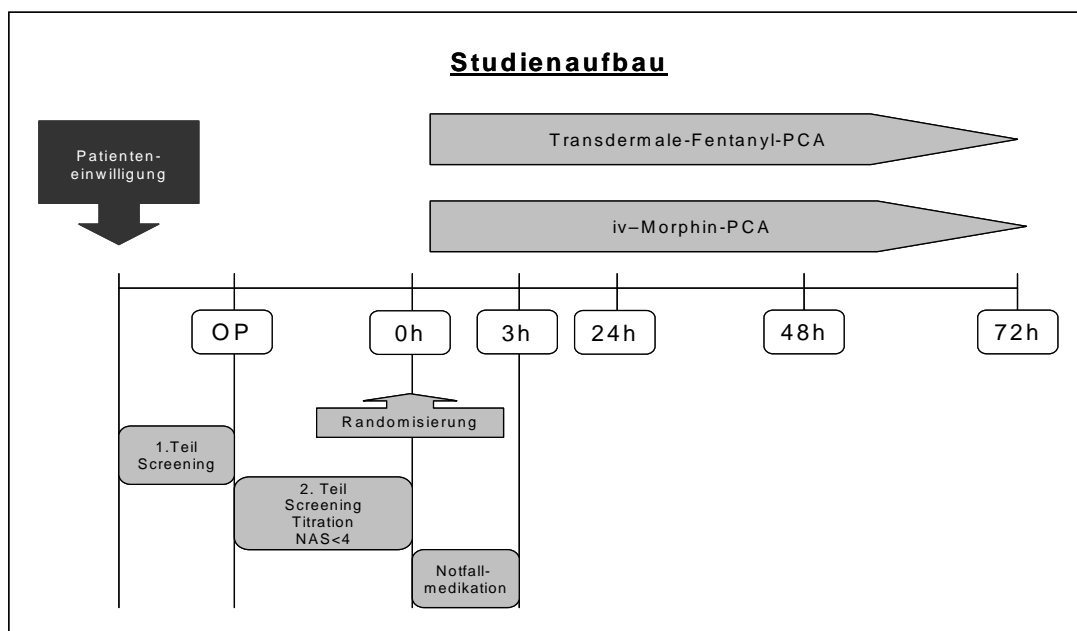 Studienaufbau
Patienten-
einwilligung
Transdermale-Fentanyl-PCA
iv–Morphin-PCA
OP
0h
3h
24h
48h
72h
Randomisierung
1.Teil
Screening
2. Teil
Screening
Titration
NAS<4
Notfall-
medikation